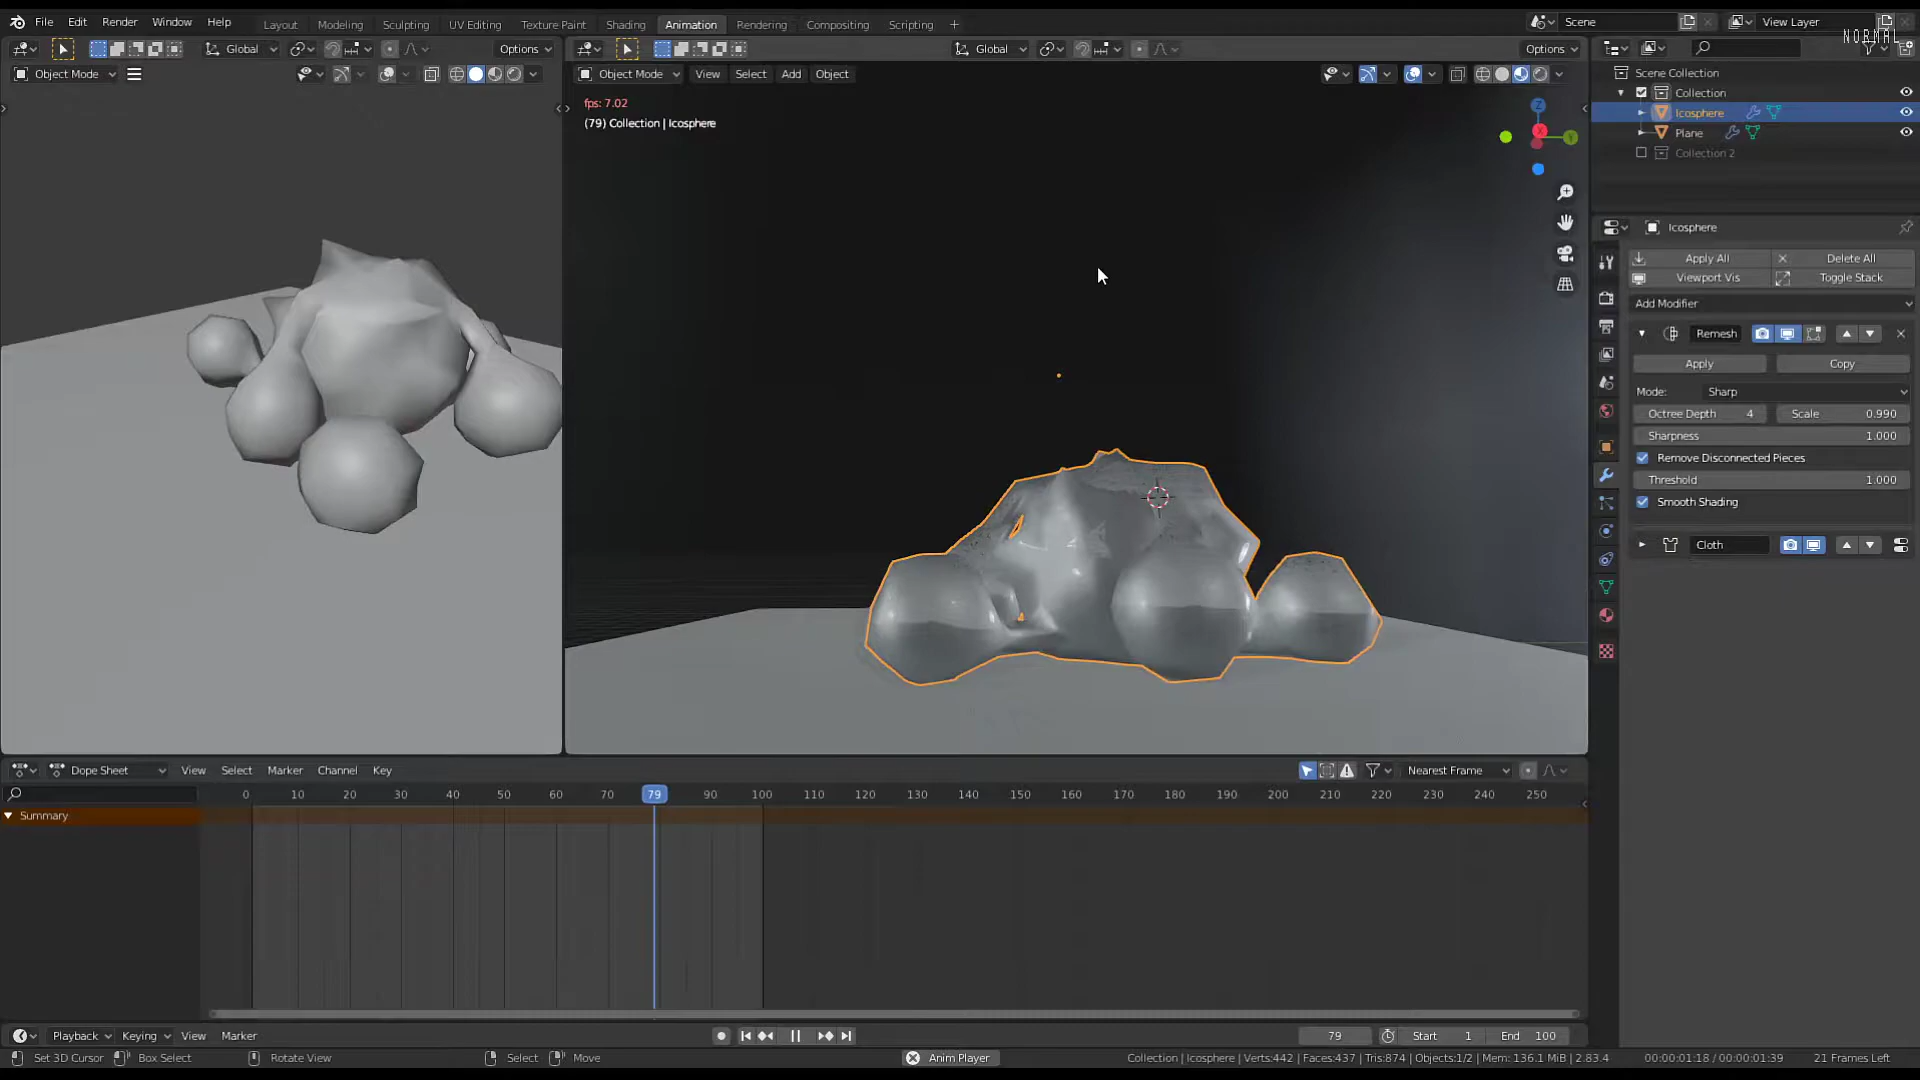 File Edit Render Window Help Layout Modeling Sculpting UV Editing Texture Paint Shading Animation Rendering Compositing Scripting + Scene View Layer
NORMAL
Global Options Global Options
Object Mode Object Mode View Select Add Object
fps: 7.02
(79) Collection | Icosphere
Z
X
Y
Scene Collection
Collection
Icosphere
Plane
Collection 2
Icosphere
Apply All Delete All
Viewport Vis Toggle Stack
Add Modifier
Remesh
Apply Copy
Mode: Sharp
Octree Depth 4 Scale 0.990
Sharpness 1.000
Remove Disconnected Pieces
Threshold 1.000
Smooth Shading
Cloth
Dope Sheet View Select Marker Channel Key Nearest Frame
0 10 20 30 40 50 60 70 79 90 100 110 120 130 140 150 160 170 180 190 200 210 220 230 240 250
Summary
Playback Keying View Marker 79 Start 1 End 100
Set 3D Cursor Box Select Rotate View Select Move Anim Player Collection | Icosphere | Verts:442 | Faces:437 | Tris:874 | Objects:1/2 | Mem: 136.1 MiB | 2.83.4 00:00:01:18 / 00:00:01:39 21 Frames Left